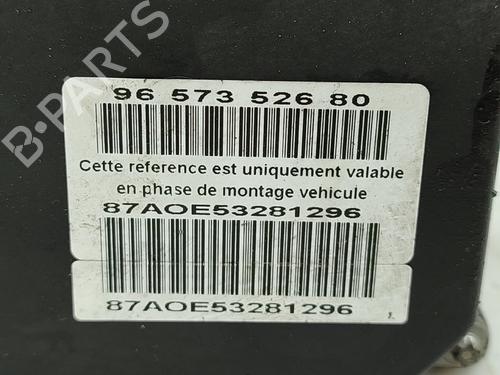 96 573 526 80
Cette reference est uniquement valable
en phase de montage vehicule
87AOE53281296
87AOE53281296
B-PARTS